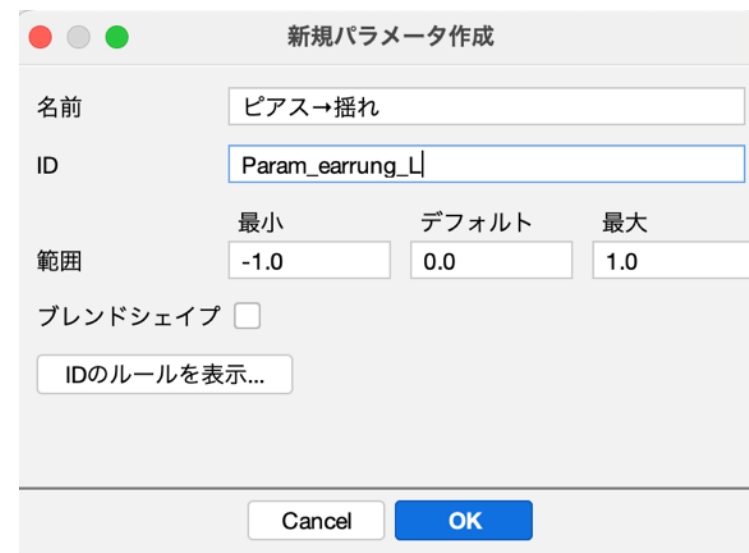 新規パラメータ作成
名前 ピアス→揺れ
ID Param_earrung_L
最小 デフォルト 最大
範囲 -1.0 0.0 1.0
ブレンドシェイプ
IDのルールを表示...
Cancel OK